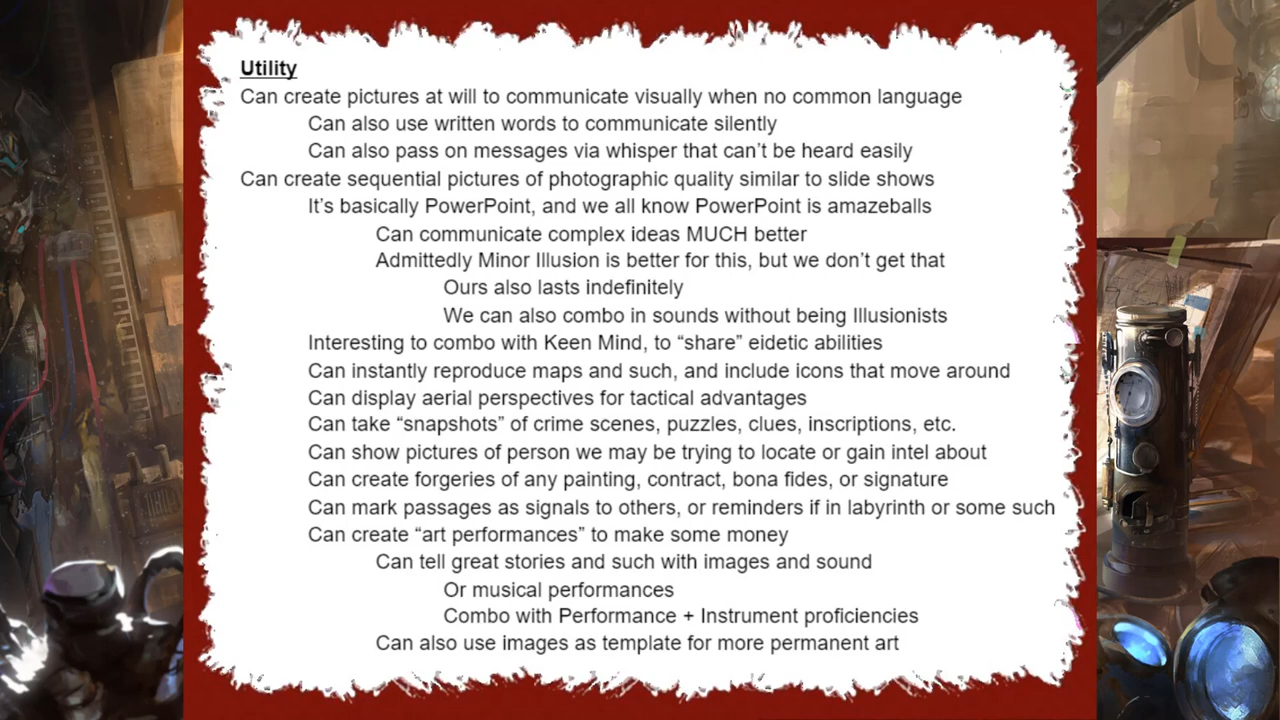 Utility
Can create pictures at will to communicate visually when no common language
Can also use written words to communicate silently
Can also pass on messages via whisper that can’t be heard easily
Can create sequential pictures of photographic quality similar to slide shows
It’s basically PowerPoint, and we all know PowerPoint is amazeballs
Can communicate complex ideas MUCH better
Admittedly Minor Illusion is better for this, but we don’t get that
Ours also lasts indefinitely
We can also combo in sounds without being Illusionists
Interesting to combo with Keen Mind, to “share” eidetic abilities
Can instantly reproduce maps and such, and include icons that move around
Can display aerial perspectives for tactical advantages
Can take “snapshots” of crime scenes, puzzles, clues, inscriptions, etc.
Can show pictures of person we may be trying to locate or gain intel about
Can create forgeries of any painting, contract, bona fides, or signature
Can mark passages as signals to others, or reminders if in labyrinth or some such
Can create “art performances” to make some money
Can tell great stories and such with images and sound
Or musical performances
Combo with Performance + Instrument proficiencies
Can also use images as template for more permanent art